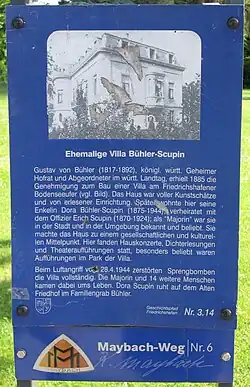 Ehemalige Villa Bühler-Scupin
Gustav von Bühler (1817-1892), königl. württ. Geheimer
Hofrat und Abgeordneter im württ. Landtag, erhielt 1885 die
Genehmigung zum Bau einer Villa am Friedrichshafener
Bodenseeufer (vgl. Bild). Das Haus war voller Kunstschätze
und von erlesener Einrichtung. Später wohnte hier seine
Enkelin Dora Bühler-Scupin (1875-1944), verheiratet mit
dem Offizier Erich Scupin (1870-1924); als "Majorin" war sie
in der Stadt und in der Umgebung bekannt und beliebt. Sie
machte das Haus zu einem gesellschaftlichen und kulturel-
len Mittelpunkt. Hier fanden Hauskonzerte, Dichterlesungen
und Theateraufführungen statt, besonders beliebt waren
Aufführungen im Park der Villa.
Beim Luftangriff v. 28.4.1944 zerstörten Sprengbomben
die Villa vollständig. Die Majorin und 14 weitere Menschen
kamen dabei ums Leben. Dora Scupin ruht auf dem Alten
Friedhof im Familiengrab Bühler.
Geschichtspfad
Friedrichshafen
Nr. 3.14
Maybach-Weg Nr.6
MAYBACH
K. Maybach